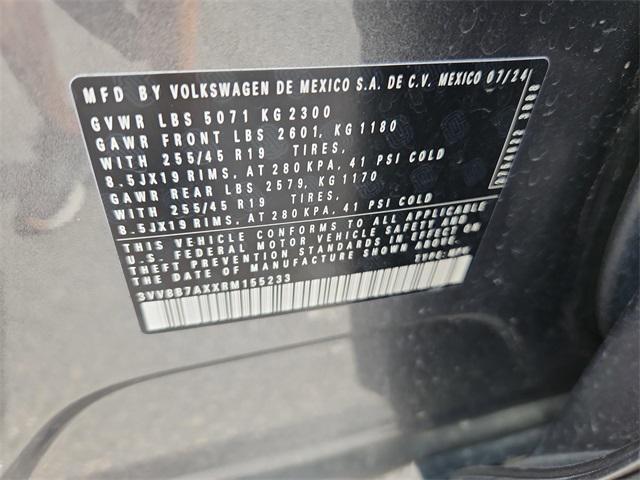 MFD BY VOLKSWAGEN DE MEXICO S.A. DE C.V. MEXICO 07/24
GVWR LBS 5071 KG 2300
GAWR FRONT LBS 2601, KG 1180
WITH 255/45 R19 TIRES,
8.5JX19 RIMS, AT 280 KPA, 41 PSI COLD
GAWR REAR LBS 2579, KG 1170
WITH 255/45 R19 TIRES,
8.5JX19 RIMS, AT 280 KPA, 41 PSI COLD
THIS VEHICLE CONFORMS TO ALL APPLICABLE
U.S. FEDERAL MOTOR VEHICLE SAFETY AND
THEFT PREVENTION STANDARDS IN EFFECT ON
THE DATE OF MANUFACTURE SHOWN ABOVE.
3VV8B7AXXRM155233